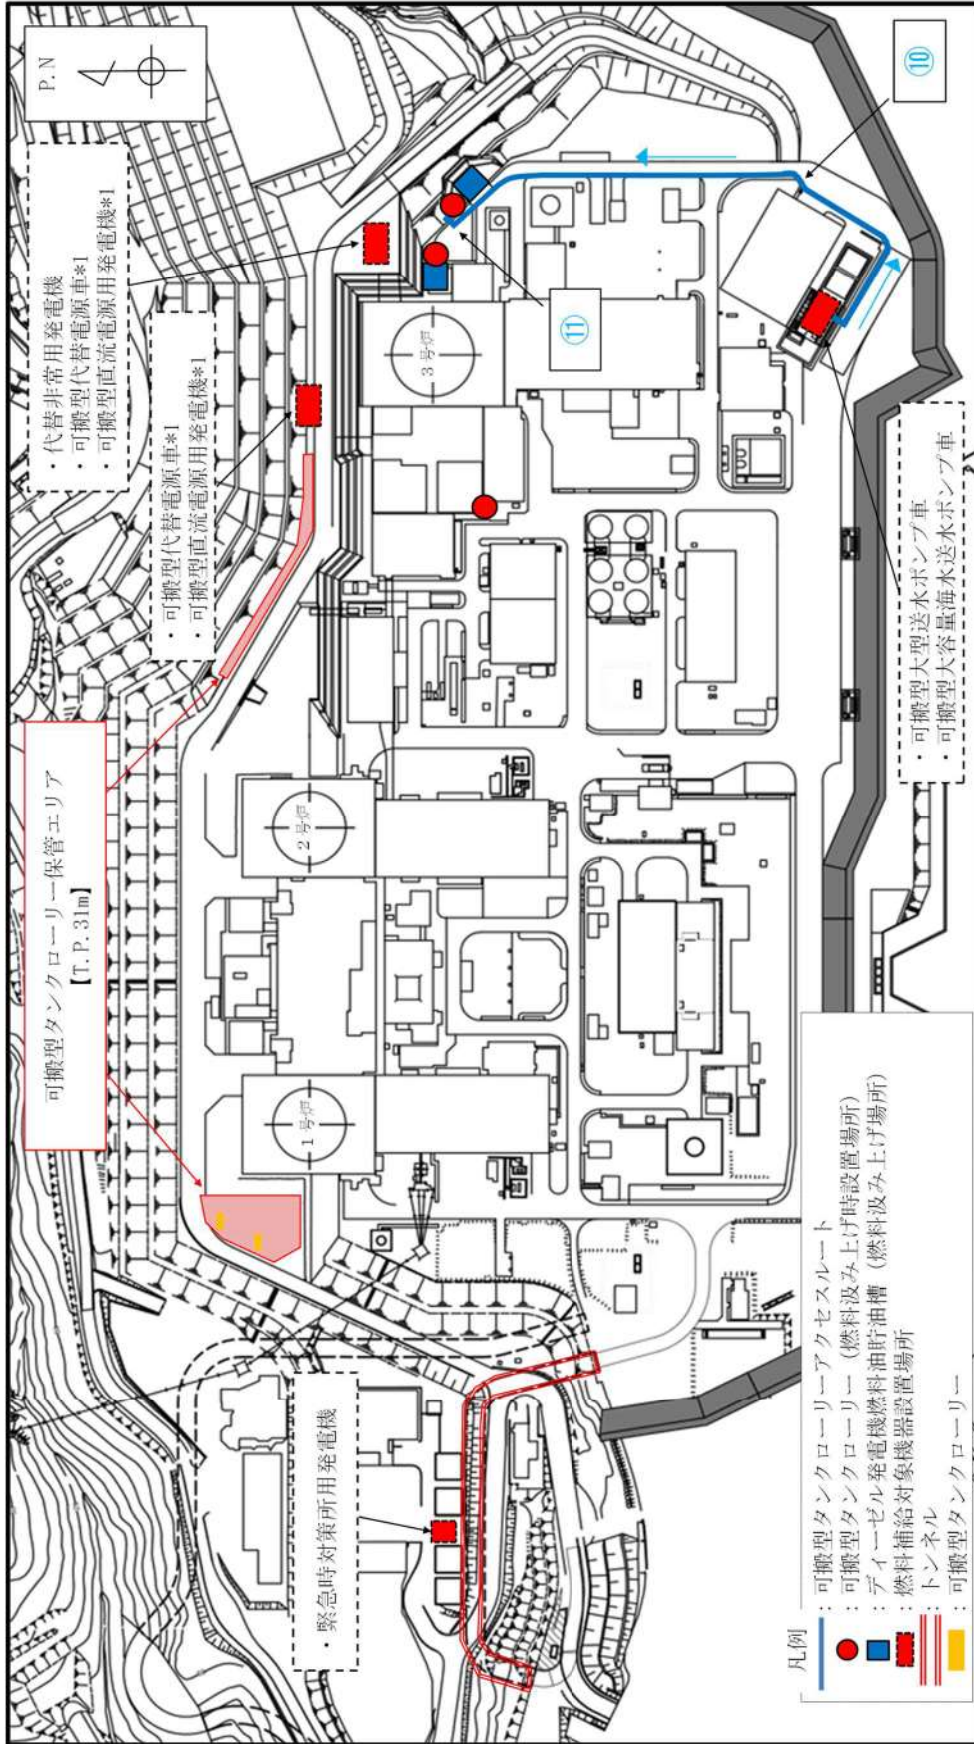 P.N
・代替非常用発電機
・可搬型代替電源車*1
・可搬型直流電源用発電機*1
・可搬型代替電源車*1
・可搬型直流電源用発電機*1
可搬型タンクローリー保管エリア
【T.P.31m】
・緊急時対策所用発電機
1号炉
2号炉
3号炉
⑩
⑪
・可搬型大型送水ポンプ車
・可搬型大容量海水送水ポンプ車
凡例
：可搬型タンクローリーアクセスルート
：可搬型タンクローリー（燃料汲み上げ時設置場所）
：ディーゼル発電機燃料油貯油槽（燃料汲み上げ場所）
：燃料補給対象機器設置場所
：トンネル
：可搬型タンクローリー